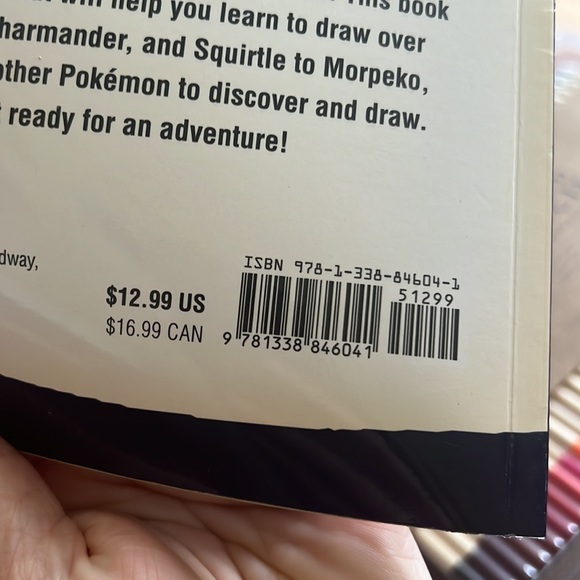 This book
will help you learn to draw over
harmander, and Squirtle to Morpeko,
other Pokémon to discover and draw.
ready for an adventure!
dway,
ISBN 978-1-338-84604-1
51299
$12.99 US
$16.99 CAN
9 781338 846041